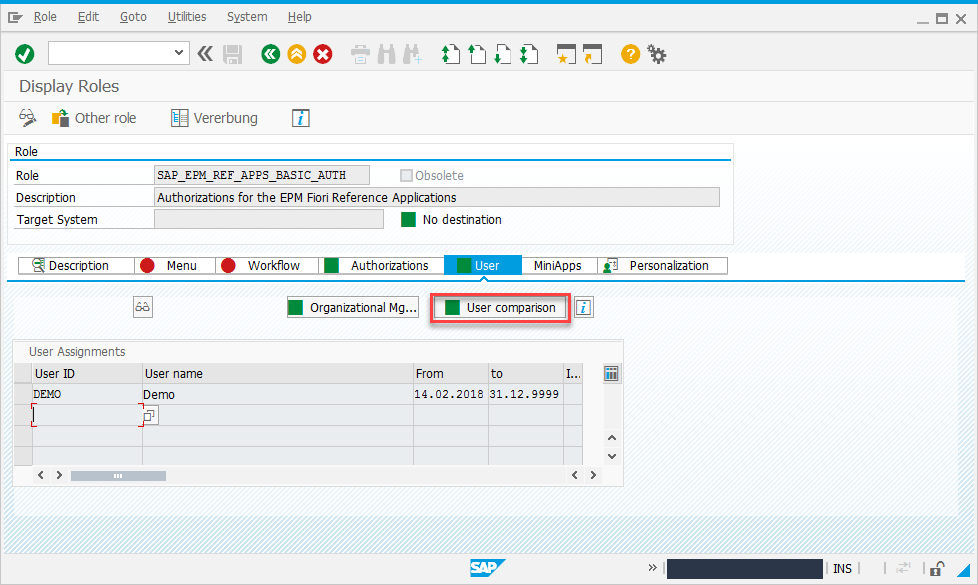 Role Edit Goto Utilities System Help
Display Roles
Other role Vererbung i
Role
Role SAP_EPM_REF_APPS_BASIC_AUTH Obsolete
Description Authorizations for the EPM Fiori Reference Applications
Target System No destination
Description Menu Workflow Authorizations User MiniApps Personalization
Organizational Mg... User comparison i
User Assignments
User ID User name From to I...
DEMO Demo 14.02.2018 31.12.9999
SAP INS